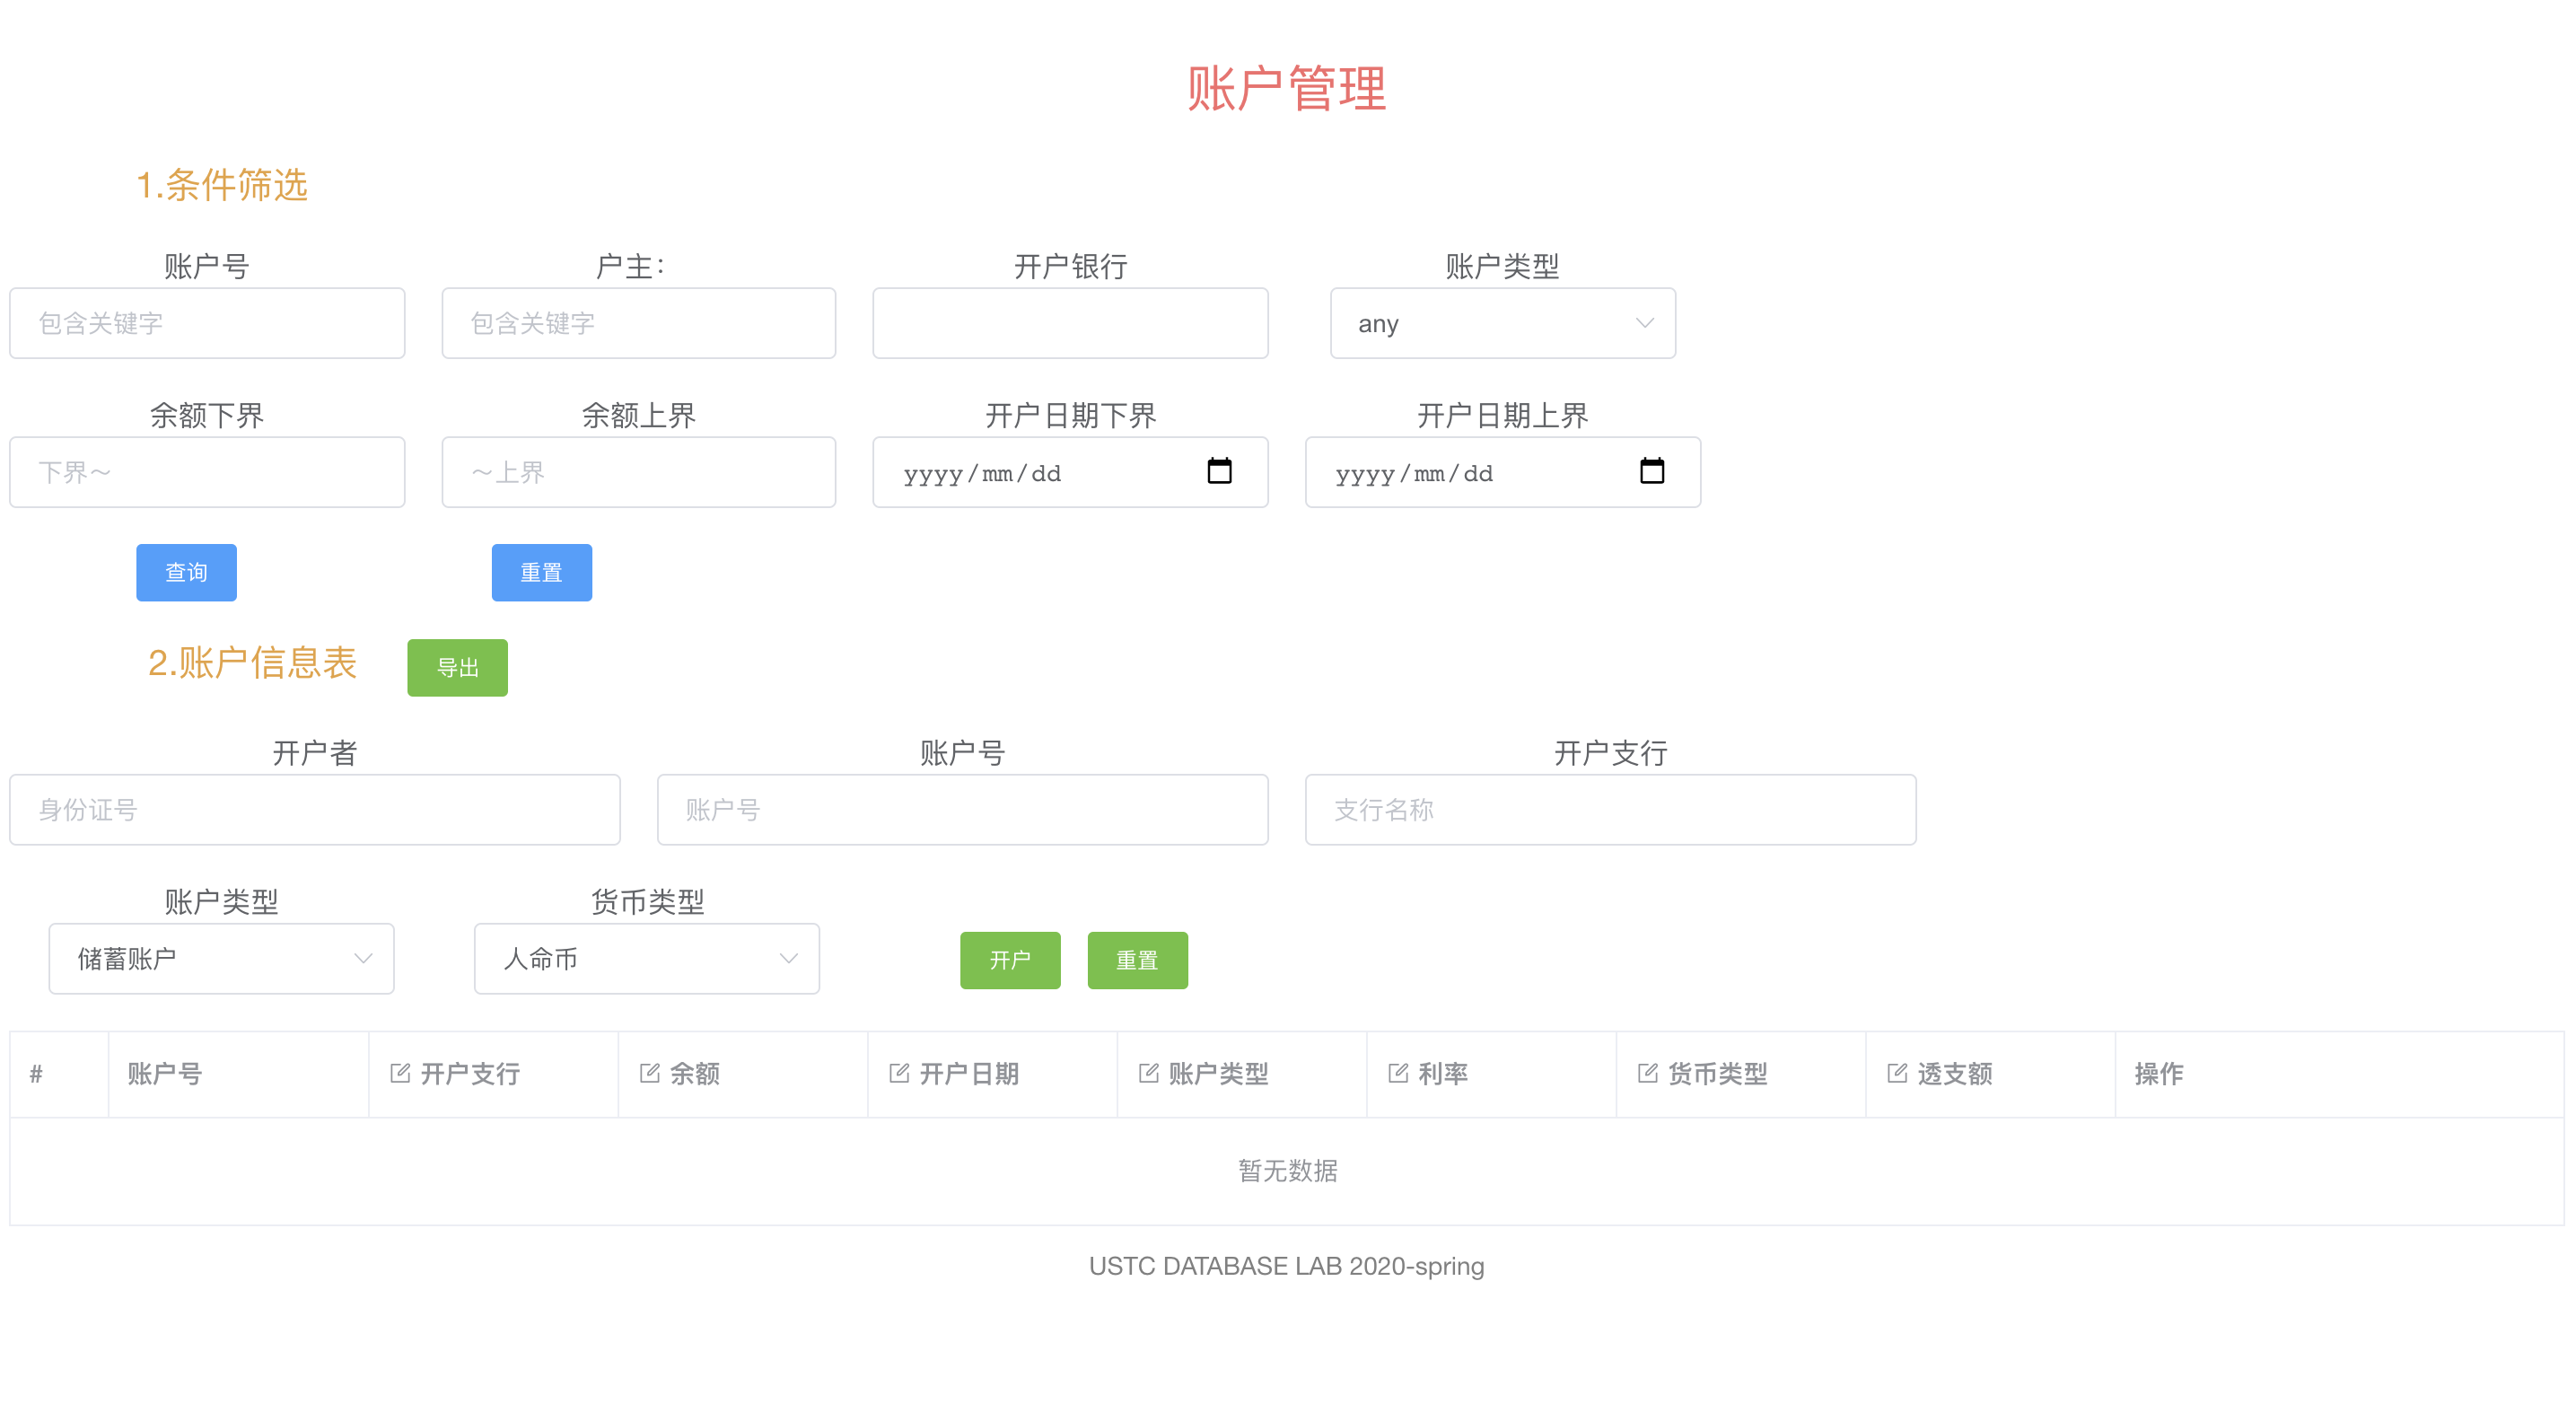 账户管理
1.条件筛选
账户号 户主： 开户银行 账户类型
包含关键字 包含关键字 any
余额下界 余额上界 开户日期下界 开户日期上界
下界～ ～上界 yyyy/mm/dd yyyy/mm/dd
查询 重置
2.账户信息表 导出
开户者 账户号 开户支行
身份证号 账户号 支行名称
账户类型 货币类型
储蓄账户 人命币 开户 重置
# 账户号 开户支行 余额 开户日期 账户类型 利率 货币类型 透支额 操作
暂无数据
USTC DATABASE LAB 2020-spring